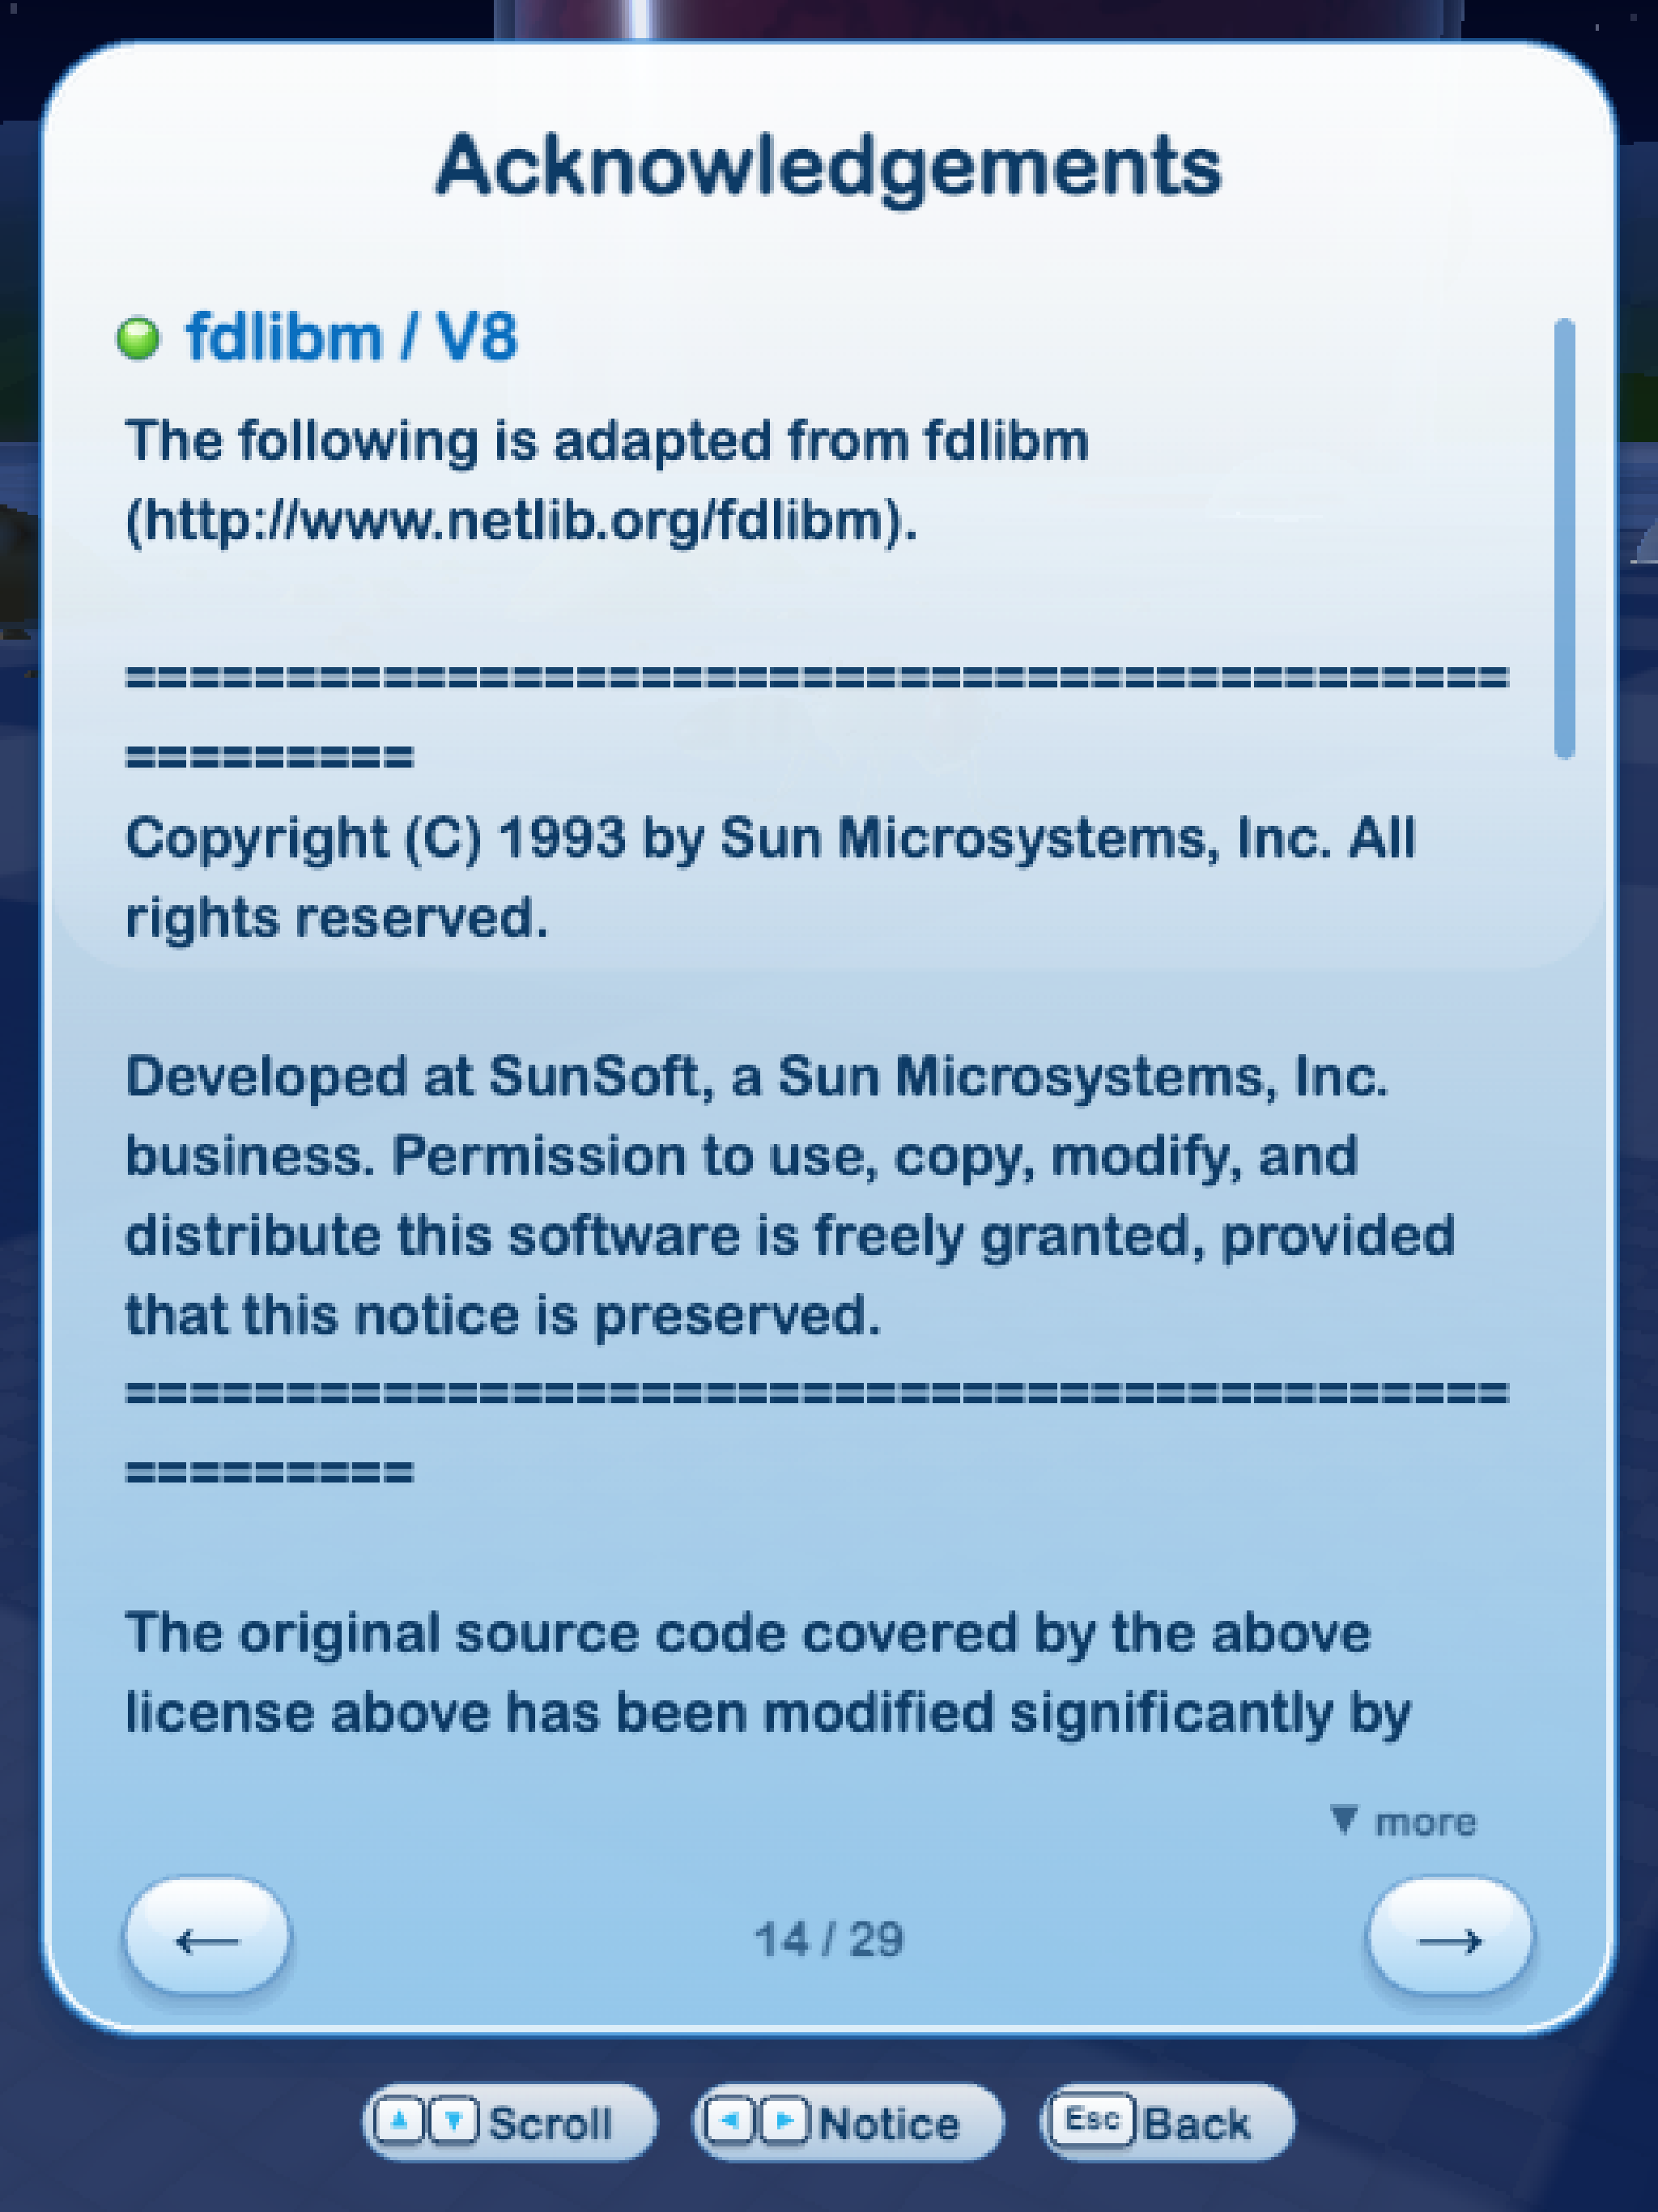 Acknowledgements
fdlibm / V8
The following is adapted from fdlibm
(http://www.netlib.org/fdlibm).
===========================================
=========
Copyright (C) 1993 by Sun Microsystems, Inc. All
rights reserved.
Developed at SunSoft, a Sun Microsystems, Inc.
business. Permission to use, copy, modify, and
distribute this software is freely granted, provided
that this notice is preserved.
===========================================
=========
The original source code covered by the above
license above has been modified significantly by
▼ more
← 14 / 29 →
▲ ▼ Scroll ◄ ► Notice Esc Back